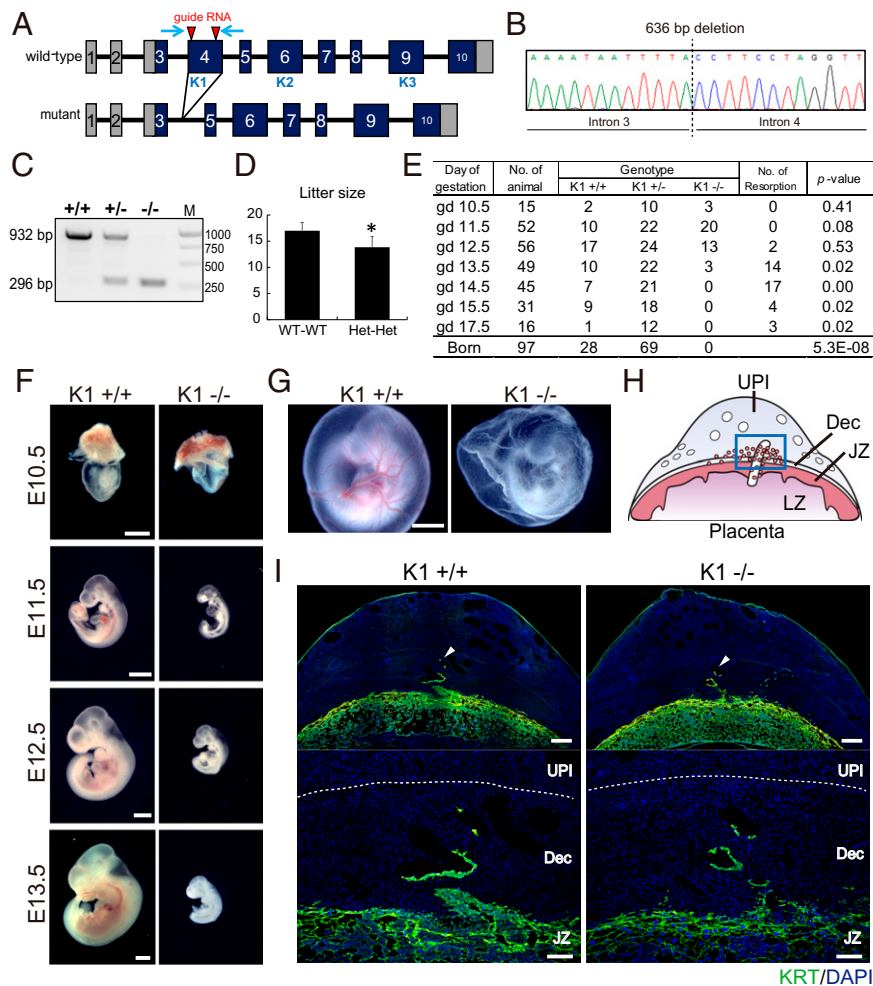 A
guide RNA
wild-type
1 2 3 4 5 6 7 8 9 10
K1 K2 K3
mutant
1 2 3 5 6 7 8 9 10
B
636 bp deletion
A A A A T A A T T T T A C C T T C C T A G G T T
Intron 3 Intron 4
C
+/+ +/- -/- M
932 bp
296 bp
1000
750
500
250
D
Litter size
20
15
10
5
0
*
WT-WT Het-Het
E
Day of gestation No. of animal Genotype No. of Resorption p-value
K1 +/+ K1 +/- K1 -/-
gd 10.5 15 2 10 3 0 0.41
gd 11.5 52 10 22 20 0 0.08
gd 12.5 56 17 24 13 2 0.53
gd 13.5 49 10 22 3 14 0.02
gd 14.5 45 7 21 0 17 0.00
gd 15.5 31 9 18 0 4 0.02
gd 17.5 16 1 12 0 3 0.02
Born 97 28 69 0 5.3E-08
F
K1 +/+ K1 -/-
E10.5
E11.5
E12.5
E13.5
G
K1 +/+ K1 -/-
H
UPI
Dec
JZ
LZ
Placenta
I
K1 +/+ K1 -/-
UPI UPI
Dec Dec
JZ JZ
KRT/DAPI